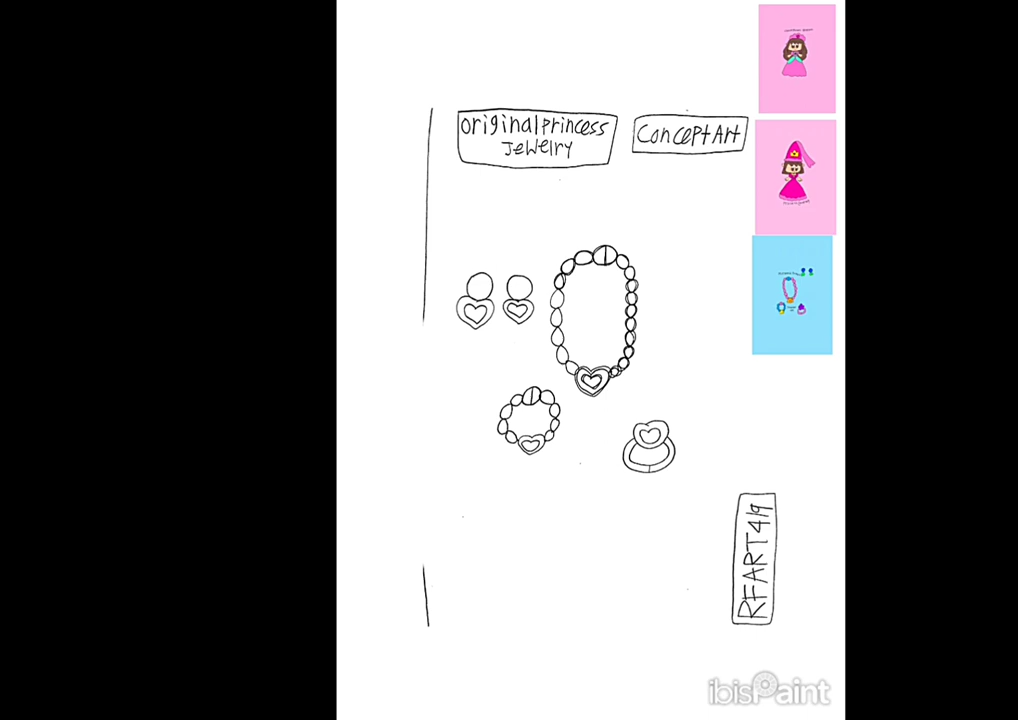 originalPrincess
Jewelry
ConceptArt
RFART419
ibisPaint